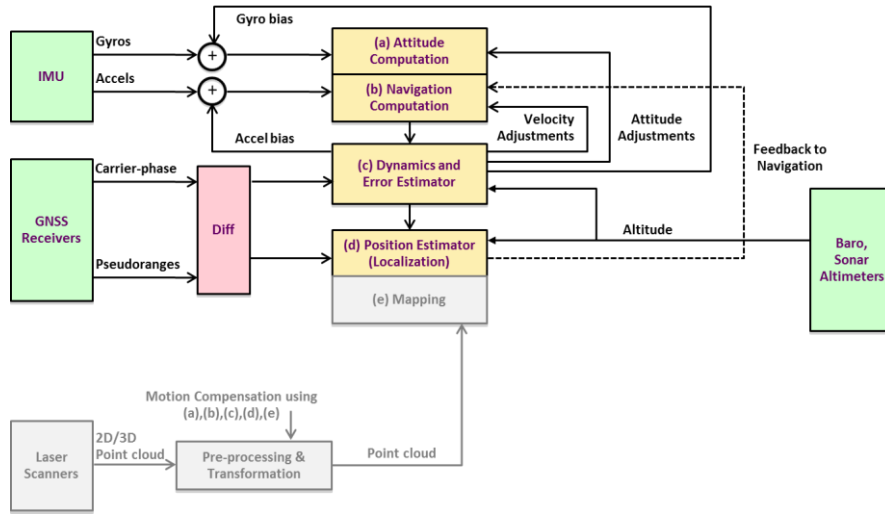 Gyro bias
Gyros
+
(a) Attitude
Computation
IMU
Accels
+
(b) Navigation
Computation
Velocity
Adjustments
Attitude
Adjustments
Accel bias
Feedback to
Navigation
Carrier-phase
(c) Dynamics and
Error Estimator
GNSS
Receivers
Diff
Altitude
(d) Position Estimator
(Localization)
Pseudoranges
Baro,
Sonar
Altimeters
(e) Mapping
Motion Compensation using
(a),(b),(c),(d),(e)
2D/3D
Point cloud
Laser
Scanners
Pre-processing &
Transformation
Point cloud